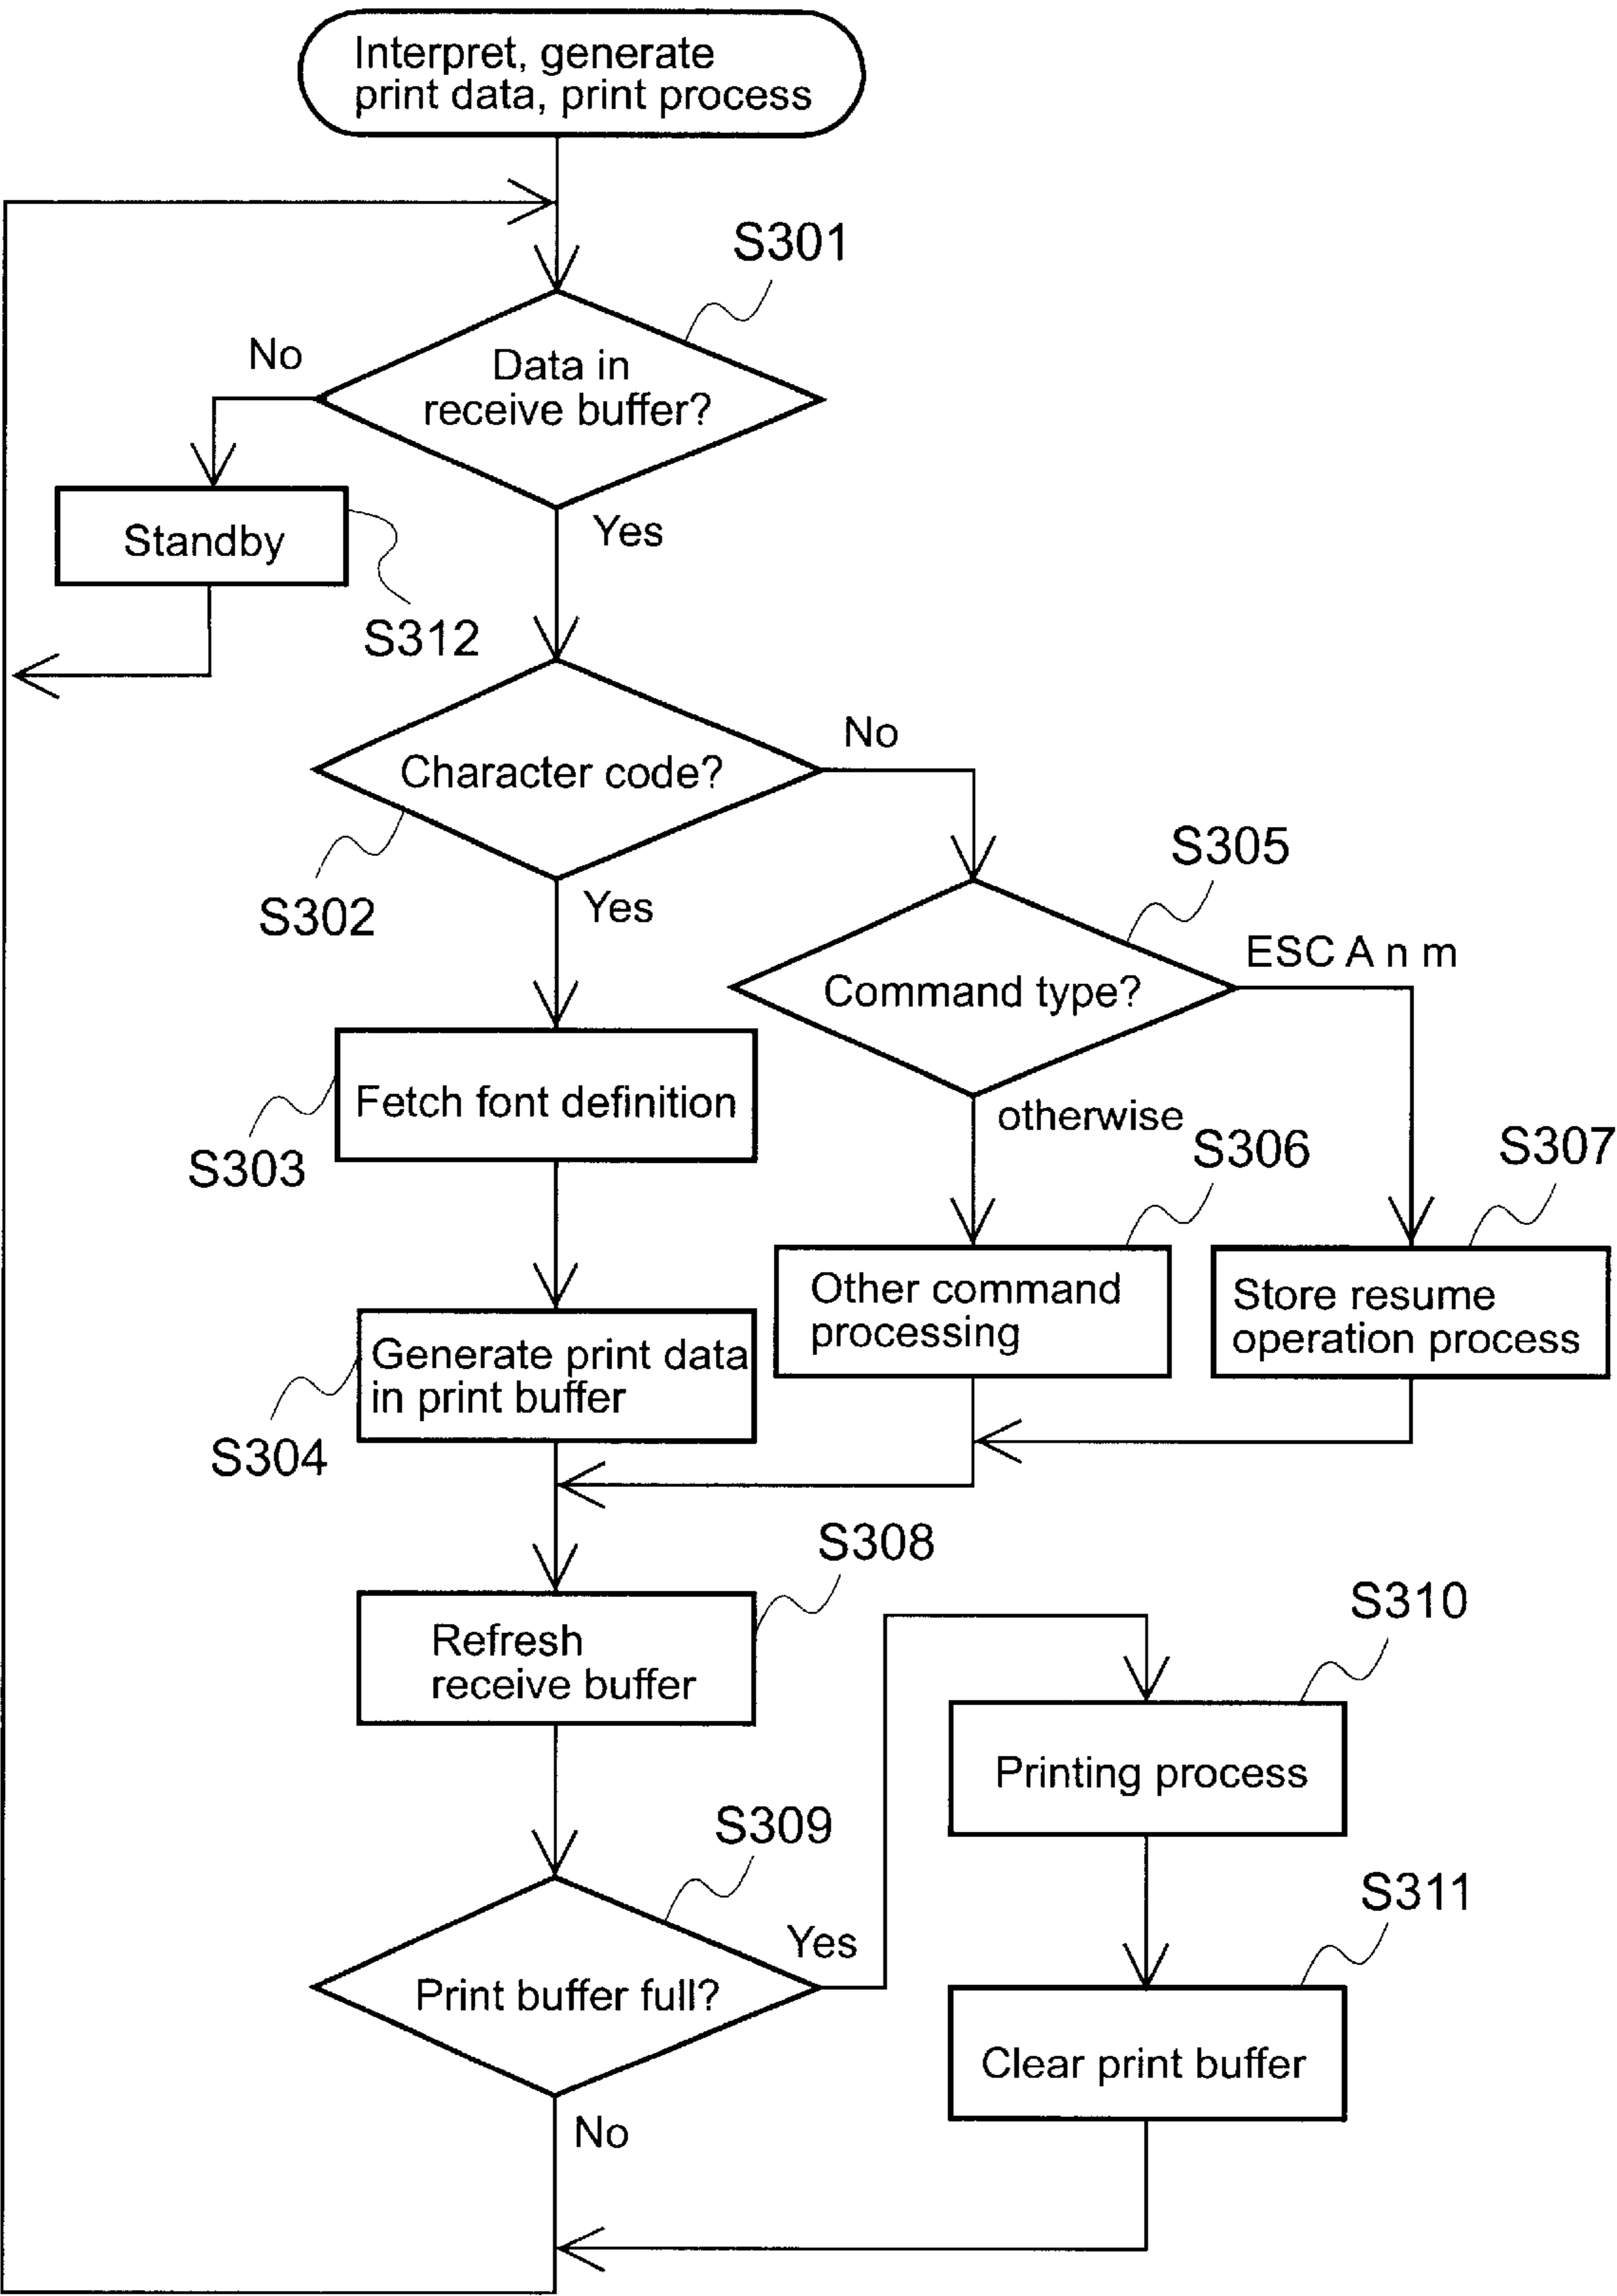 Interpret, generate
print data, print process
S301
No
Data in
receive buffer?
Yes
Standby
S312
No
Character code?
S302
Yes
S305
ESC A n m
Command type?
otherwise
Fetch font definition
S303
S306
S307
Other command
processing
Store resume
operation process
Generate print data
in print buffer
S304
S308
Refresh
receive buffer
S310
Printing process
S309
Yes
Print buffer full?
S311
Clear print buffer
No